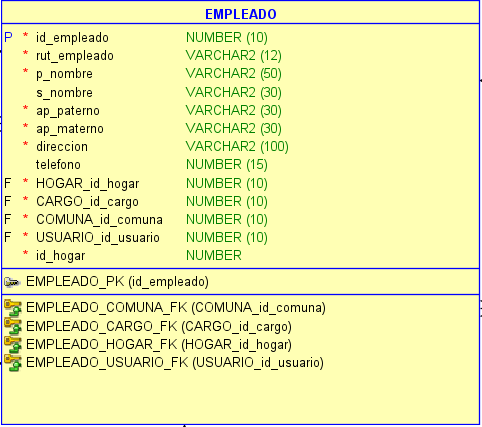 EMPLEADO
P * id_empleado NUMBER (10)
* rut_empleado VARCHAR2 (12)
* p_nombre VARCHAR2 (50)
s_nombre VARCHAR2 (30)
* ap_paterno VARCHAR2 (30)
* ap_materno VARCHAR2 (30)
* direccion VARCHAR2 (100)
telefono NUMBER (15)
F * HOGAR_id_hogar NUMBER (10)
F * CARGO_id_cargo NUMBER (10)
F * COMUNA_id_comuna NUMBER (10)
F * USUARIO_id_usuario NUMBER (10)
* id_hogar NUMBER
EMPLEADO_PK (id_empleado)
EMPLEADO_COMUNA_FK (COMUNA_id_comuna)
EMPLEADO_CARGO_FK (CARGO_id_cargo)
EMPLEADO_HOGAR_FK (HOGAR_id_hogar)
EMPLEADO_USUARIO_FK (USUARIO_id_usuario)